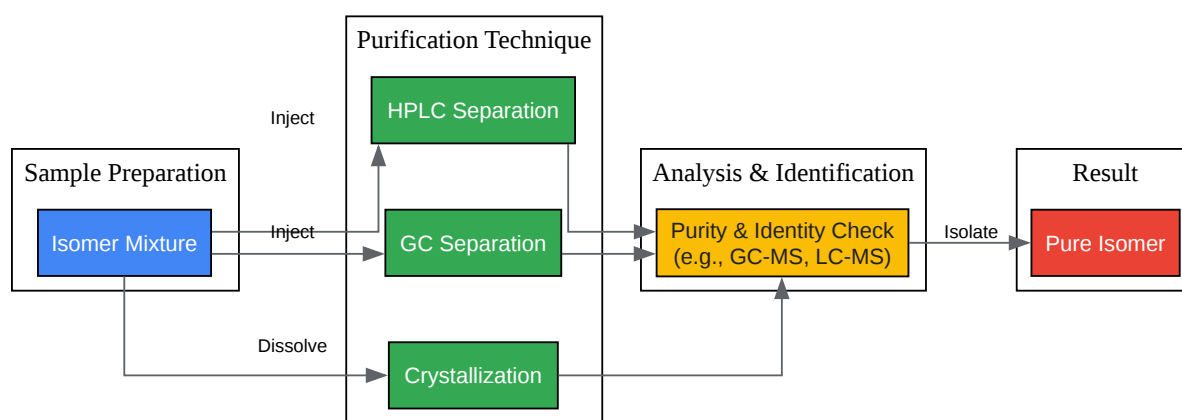 Purification Technique
HPLC Separation
Inject
Sample Preparation
Isomer Mixture
Inject
GC Separation
Dissolve
Crystallization
Analysis & Identification
Purity & Identity Check
(e.g., GC-MS, LC-MS)
Isolate
Result
Pure Isomer